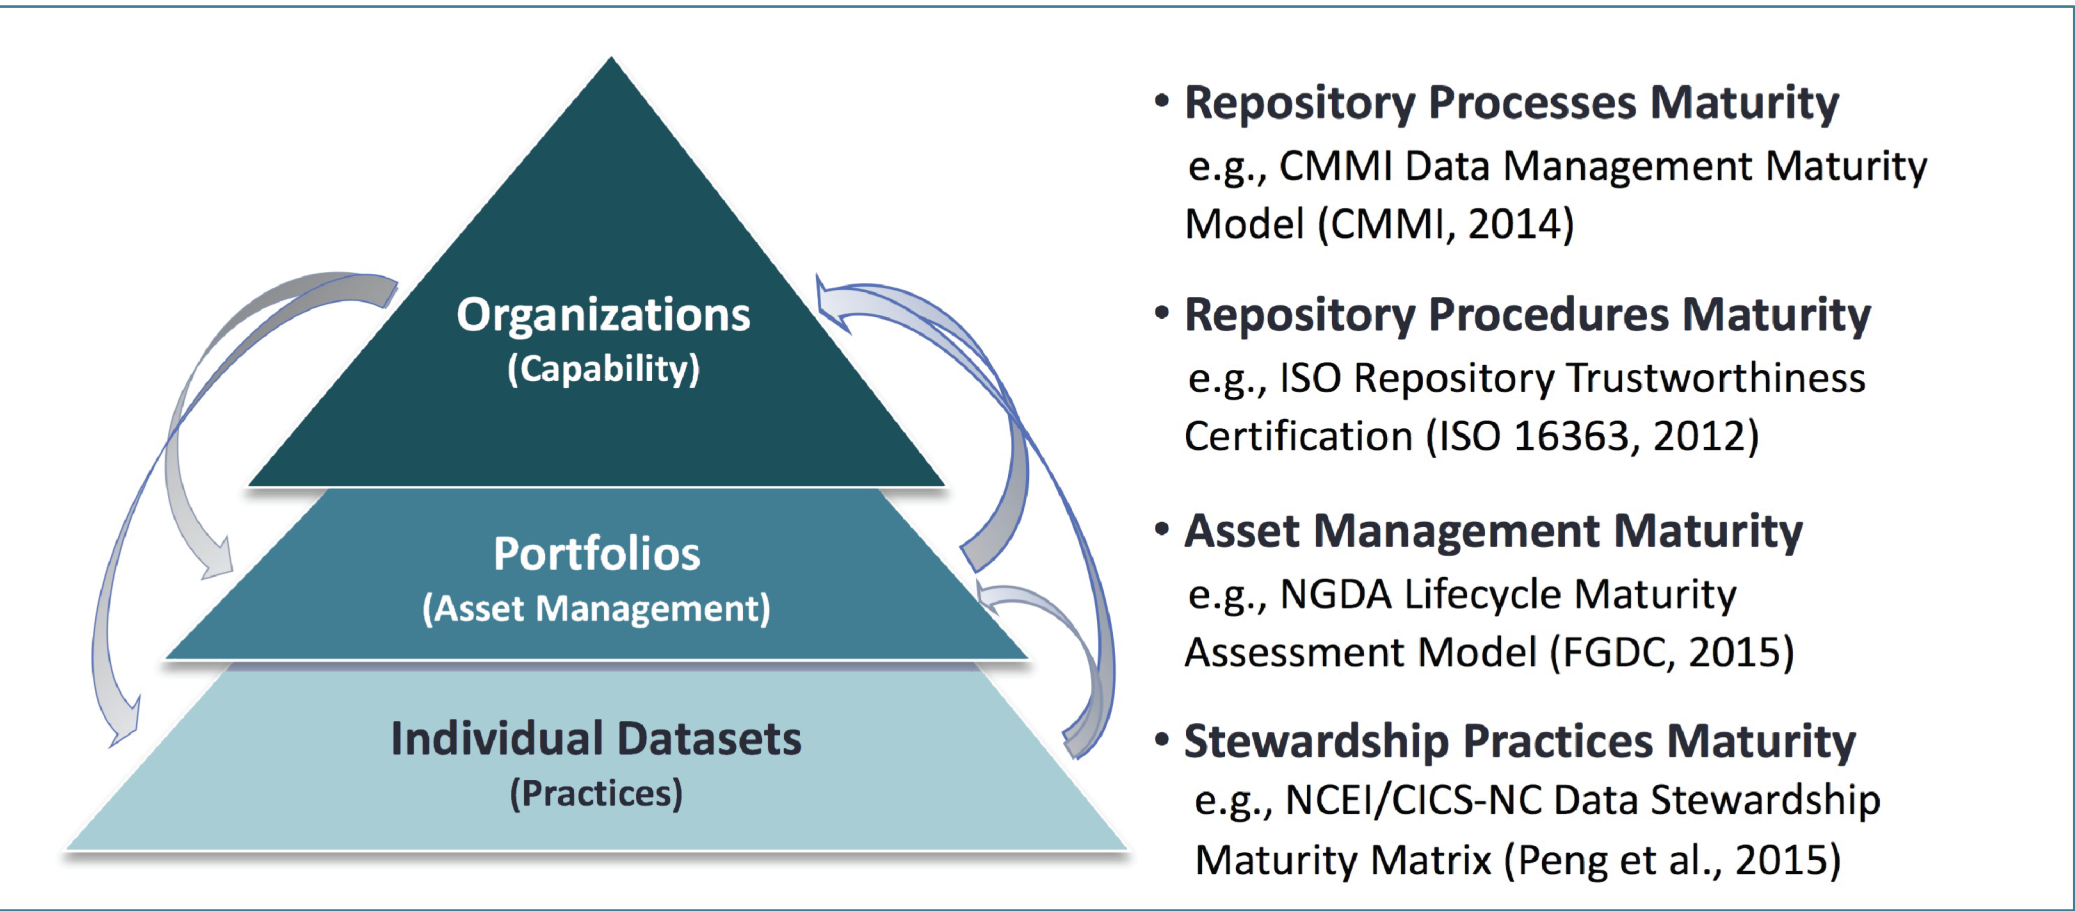 Organizations
(Capability)
Portfolios
(Asset Management)
Individual Datasets
(Practices)
• Repository Processes Maturity
e.g., CMMI Data Management Maturity
Model (CMMI, 2014)
• Repository Procedures Maturity
e.g., ISO Repository Trustworthiness
Certification (ISO 16363, 2012)
• Asset Management Maturity
e.g., NGDA Lifecycle Maturity
Assessment Model (FGDC, 2015)
• Stewardship Practices Maturity
e.g., NCEI/CICS-NC Data Stewardship
Maturity Matrix (Peng et al., 2015)